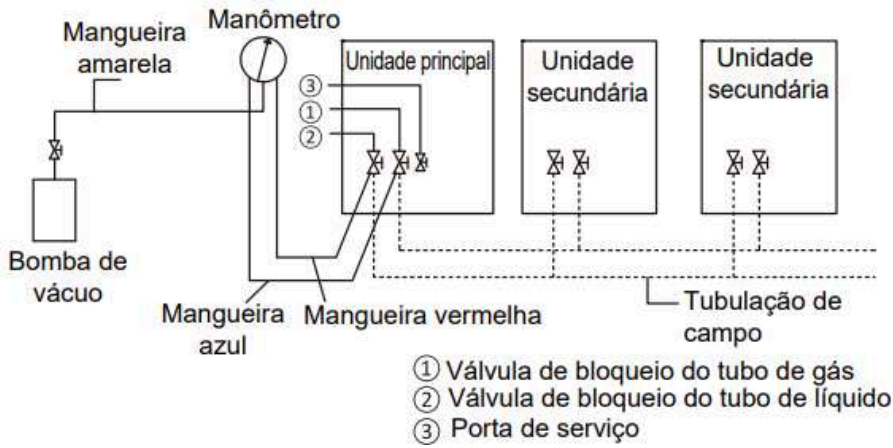 Manômetro
Mangueira
amarela
Unidade principal
Unidade
secundária
Unidade
secundária
③
①
②
Bomba de
vácuo
Mangueira
azul
Mangueira vermelha
Tubulação de
campo
① Válvula de bloqueio do tubo de gás
② Válvula de bloqueio do tubo de líquido
③ Porta de serviço